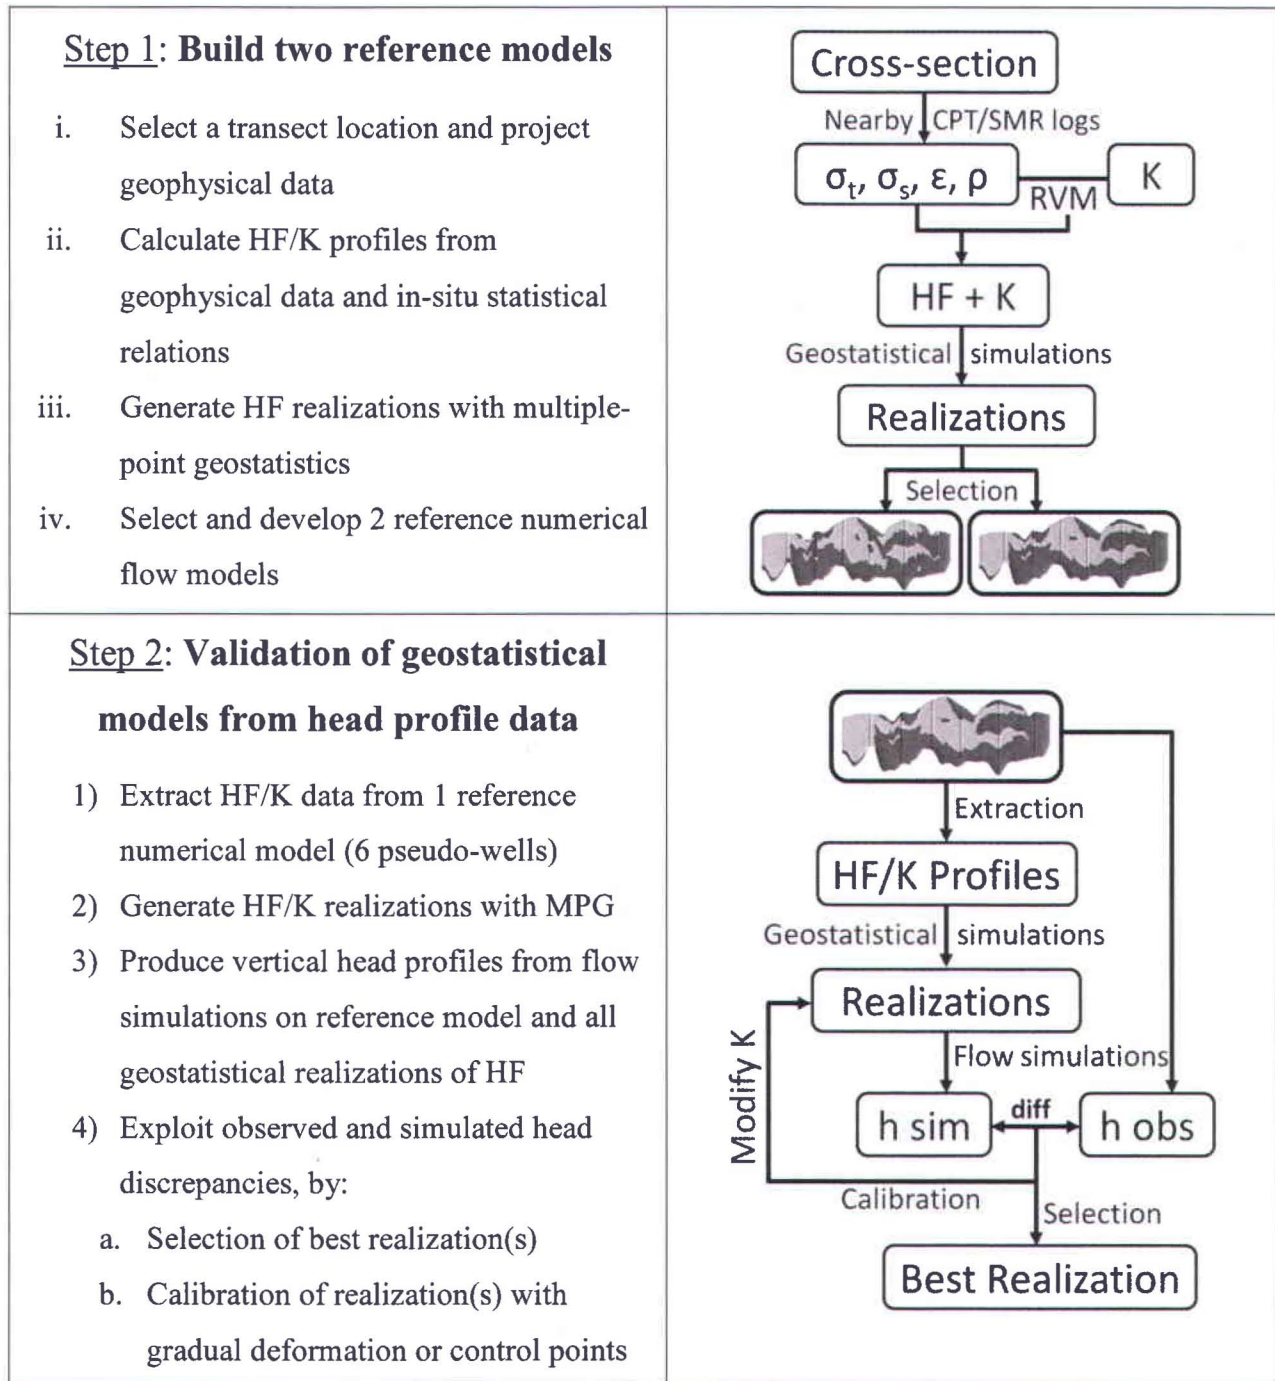 Step 1: Build two reference models
i. Select a transect location and project
geophysical data
ii. Calculate HF/K profiles from
geophysical data and in-situ statistical
relations
iii. Generate HF realizations with multiple-
point geostatistics
iv. Select and develop 2 reference numerical
flow models
Cross-section
Nearby CPT/SMR logs
σt, σs, ε, ρ
RVM
K
HF + K
Geostatistical simulations
Realizations
Selection
Step 2: Validation of geostatistical
models from head profile data
1) Extract HF/K data from 1 reference
numerical model (6 pseudo-wells)
2) Generate HF/K realizations with MPG
3) Produce vertical head profiles from flow
simulations on reference model and all
geostatistical realizations of HF
4) Exploit observed and simulated head
discrepancies, by:
a. Selection of best realization(s)
b. Calibration of realization(s) with
gradual deformation or control points
Extraction
HF/K Profiles
Geostatistical simulations
Realizations
Modify K
Flow simulations
h sim
diff
h obs
Calibration
Selection
Best Realization